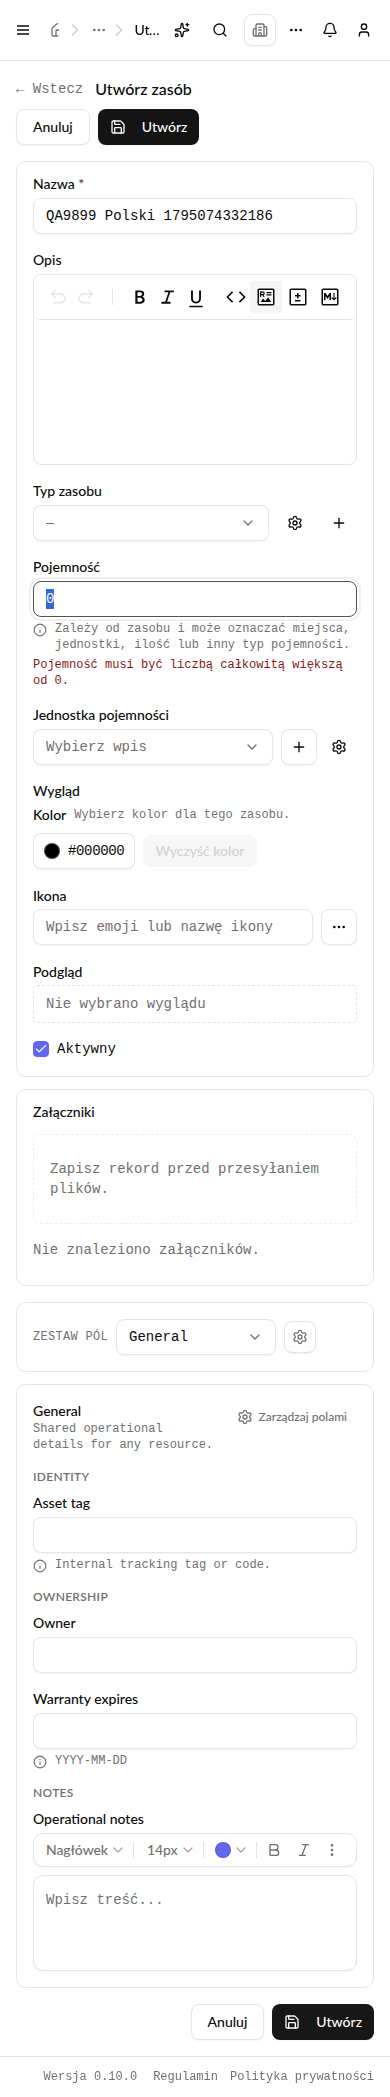 Ut...
← Wstecz Utwórz zasób
Anuluj Utwórz
Nazwa *
QA9899 Polski 1795074332186
Opis
B I U
Typ zasobu
—
Pojemność
0
Zależy od zasobu i może oznaczać miejsca,
jednostki, ilość lub inny typ pojemności.
Pojemność musi być liczbą całkowitą większą
od 0.
Jednostka pojemności
Wybierz wpis
Wygląd
Kolor Wybierz kolor dla tego zasobu.
#000000 Wyczyść kolor
Ikona
Wpisz emoji lub nazwę ikony
Podgląd
Nie wybrano wyglądu
Aktywny
Załączniki
Zapisz rekord przed przesyłaniem
plików.
Nie znaleziono załączników.
ZESTAW PÓL General
General
Zarządzaj polami
Shared operational
details for any resource.
IDENTITY
Asset tag
Internal tracking tag or code.
OWNERSHIP
Owner
Warranty expires
YYYY-MM-DD
NOTES
Operational notes
Nagłówek 14px B I
Wpisz treść...
Anuluj Utwórz
Wersja 0.10.0 Regulamin Polityka prywatności